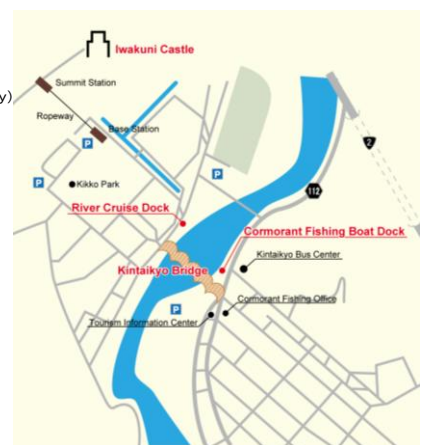 Iwakuni Castle
Summit Station
y)
Ropeway
Base Station
P
2
P
P
Kikko Park
112
River Cruise Dock
Cormorant Fishing Boat Dock
Kintaikyo Bus Center
Kintaikyo Bridge
Cormorant Fishing Office
P
Tourism Information Center